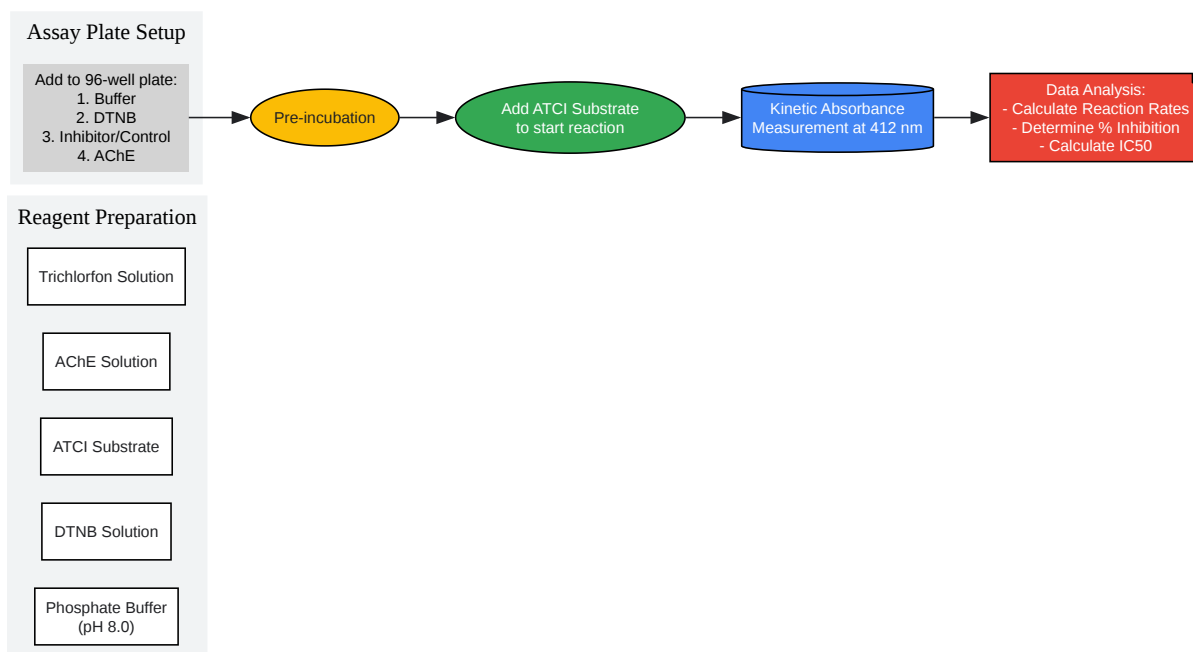 Assay Plate Setup
Add to 96-well plate:
1. Buffer
2. DTNB
3. Inhibitor/Control
4. AChE
Pre-incubation
Add ATCI Substrate
to start reaction
Kinetic Absorbance
Measurement at 412 nm
Data Analysis:
- Calculate Reaction Rates
- Determine % Inhibition
- Calculate IC50
Reagent Preparation
Trichlorfon Solution
AChE Solution
ATCI Substrate
DTNB Solution
Phosphate Buffer
(pH 8.0)